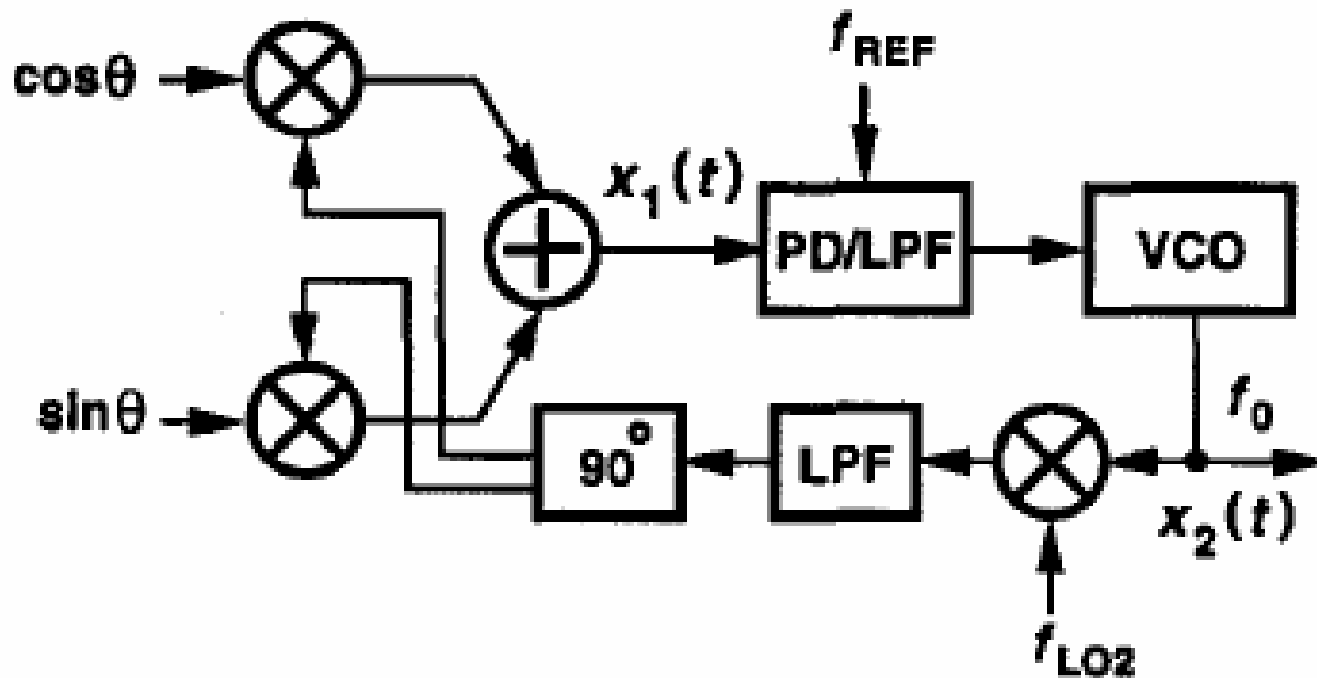 cosθ
f_REF
x_1(t)
PD/LPF
VCO
sinθ
90°
LPF
f_0
x_2(t)
f_LO2